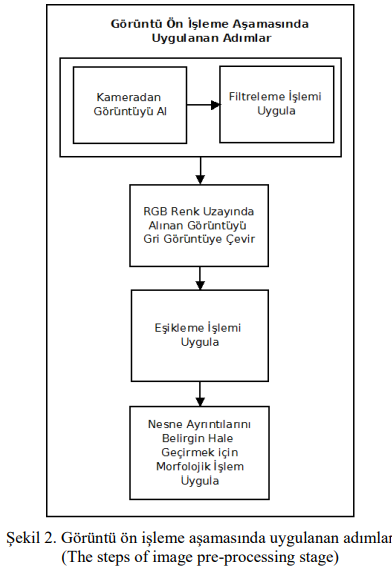 Görüntü Ön İşleme Aşamasında
Uygulanan Adımlar
Kameradan
Görüntüyü Al
Filtreleme İşlemi
Uygula
RGB Renk Uzayında
Alınan Görüntüyü
Gri Görüntüye Çevir
Eşikleme İşlemi
Uygula
Nesne Ayrıntılarını
Belirgin Hale
Geçirmek için
Morfolojik İşlem
Uygula
Şekil 2. Görüntü ön işleme aşamasında uygulanan adımlar
(The steps of image pre-processing stage)